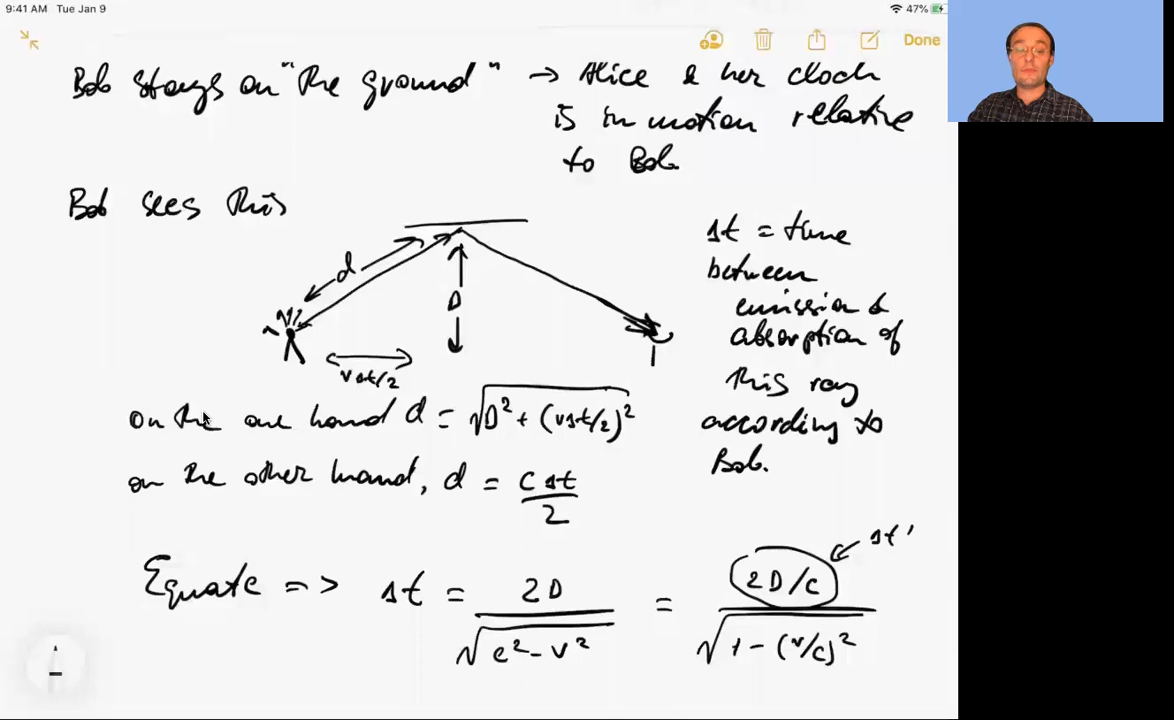 9:41 AM Tue Jan 9
47%
Done
Bob stays on "the ground" → Alice & her clock
is in motion relative
to Bob
Bob sees this
d
D
vΔt/2
Δt = time
between
emission &
absorption of
this ray
according to
Bob.
on the one hand d = √(D² + (vΔt/2)²)
on the other hand, d = cΔt/2
Equate => Δt = 2D/√(c² - v²) = (2D/c)/√(1 - (v/c)²)
Δt'